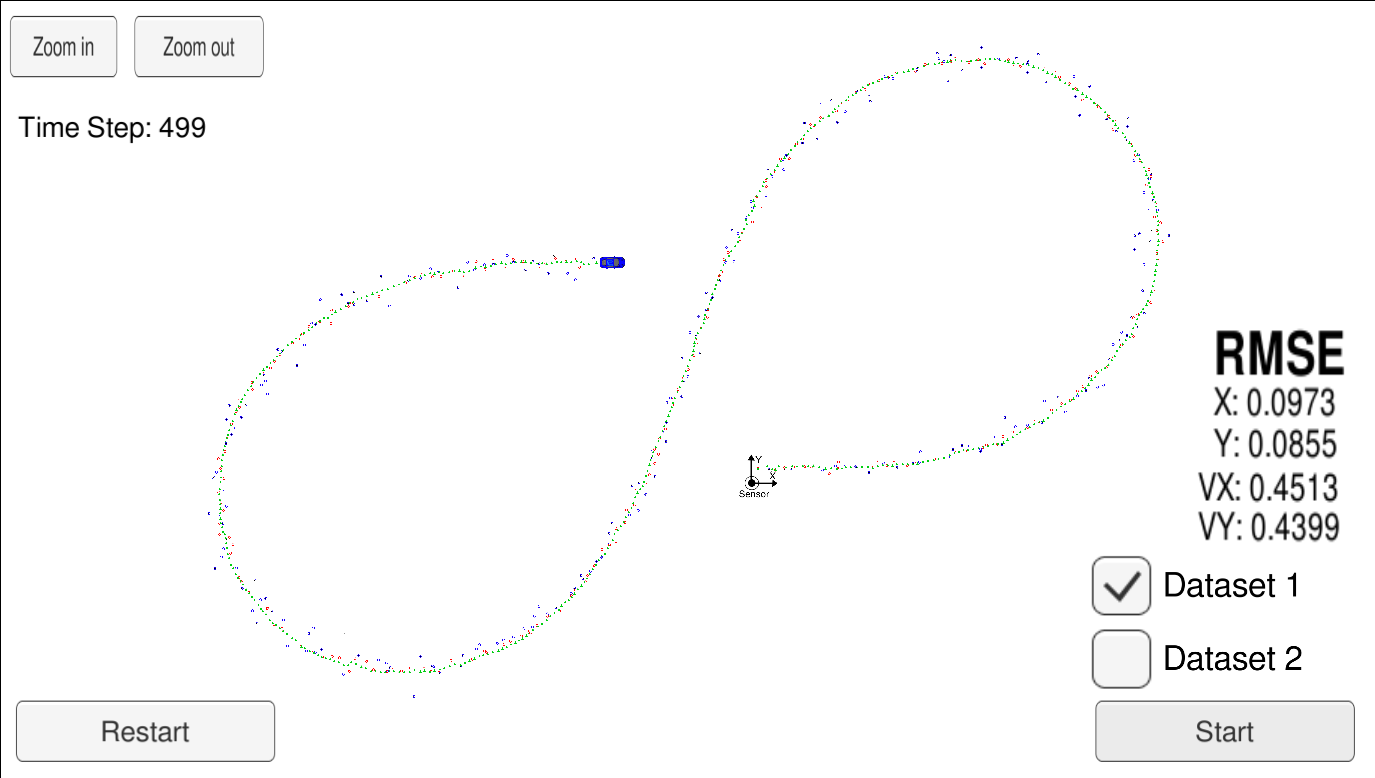 Zoom in
Zoom out
Time Step: 499
RMSE
X: 0.0973
Y: 0.0855
VX: 0.4513
VY: 0.4399
Y
X
Sensor
Dataset 1
Dataset 2
Restart
Start